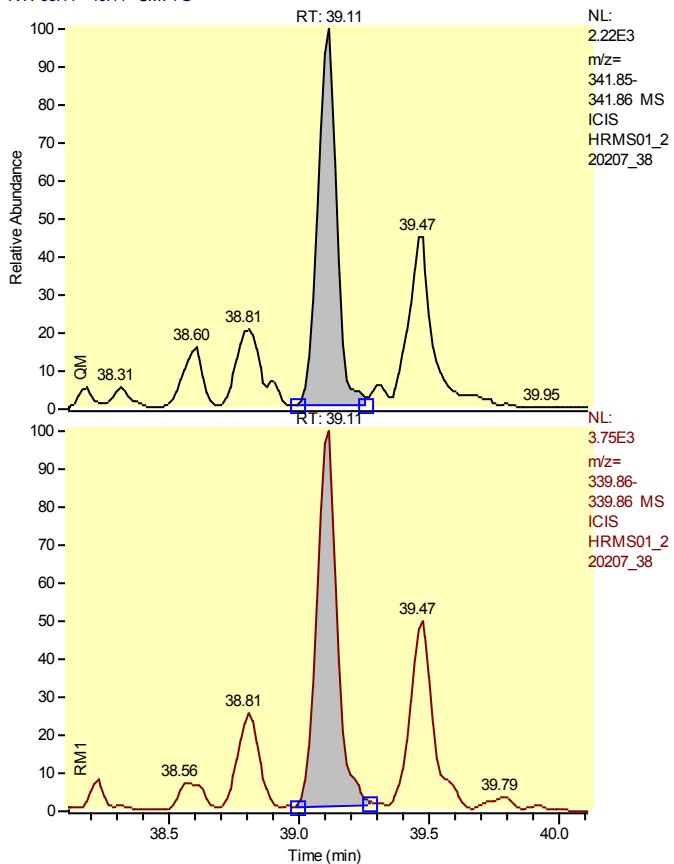 RT: 39.11
NL:
2.22E3
m/z=
341.85-
341.86 MS
ICIS
HRMS01_2
20207_38
100
90
80
70
60
50
40
30
20
10
0
Relative Abundance
QM
38.31
38.60
38.81
39.47
39.95
RT: 39.11
NL:
3.75E3
m/z=
339.86-
339.86 MS
ICIS
HRMS01_2
20207_38
100
90
80
70
60
50
40
30
20
10
0
RM1
38.56
38.81
39.47
39.79
38.5
39.0
39.5
40.0
Time (min)